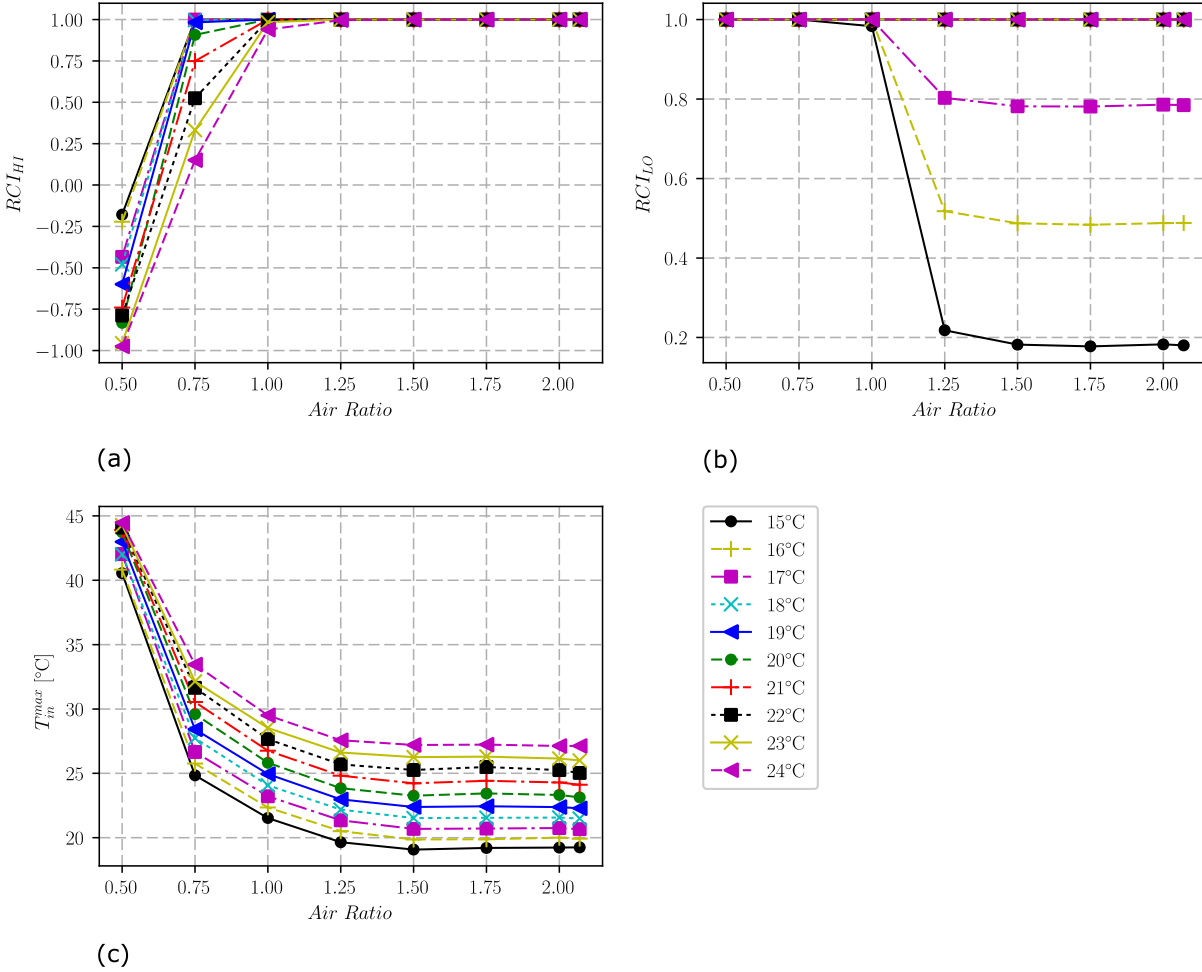 1.00
0.75
0.50
0.25
0.00
−0.25
−0.50
−0.75
−1.00
RCI_HI
0.50 0.75 1.00 1.25 1.50 1.75 2.00
Air Ratio
(a)
1.0
0.8
0.6
0.4
0.2
RCI_LO
0.50 0.75 1.00 1.25 1.50 1.75 2.00
Air Ratio
(b)
45
40
35
30
25
20
T_in^max [°C]
0.50 0.75 1.00 1.25 1.50 1.75 2.00
Air Ratio
(c)
15°C
16°C
17°C
18°C
19°C
20°C
21°C
22°C
23°C
24°C